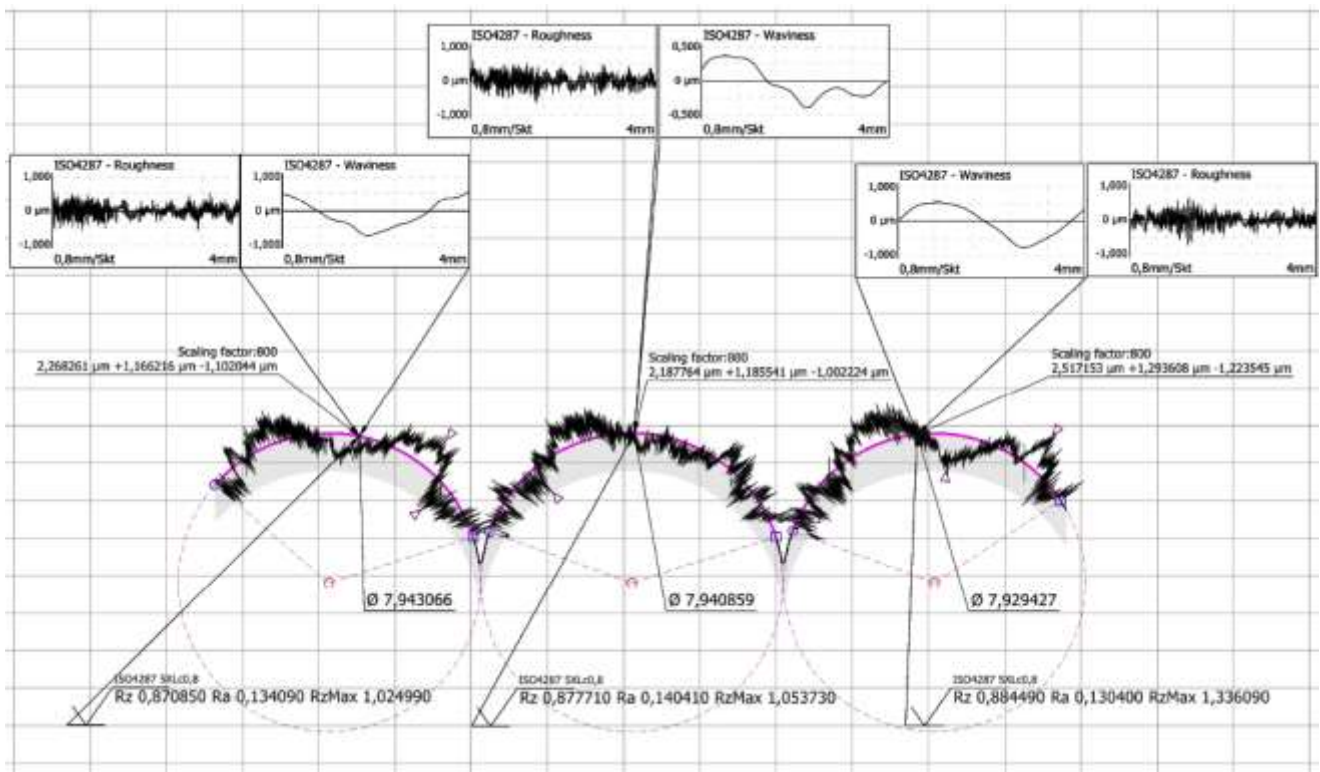 ISO4287 - Roughness
1,000
0 µm
-1,000
0,8mm/Skt 4mm
ISO4287 - Waviness
0,500
0 µm
-0,500
0,8mm/Skt 4mm
ISO4287 - Roughness
1,000
0 µm
-1,000
0,8mm/Skt 4mm
ISO4287 - Waviness
1,000
0 µm
-1,000
0,8mm/Skt 4mm
ISO4287 - Waviness
1,000
0 µm
-1,000
0,8mm/Skt 4mm
ISO4287 - Roughness
1,000
0 µm
-1,000
0,8mm/Skt 4mm
Scaling factor:800
2,268261 µm +1,166216 µm -1,102044 µm
Scaling factor:800
2,187764 µm +1,185541 µm -1,002224 µm
Scaling factor:800
2,517153 µm +1,293608 µm -1,223545 µm
Ø 7,943066
Ø 7,940859
Ø 7,929427
ISO4287 5XLc0,8
Rz 0,870850 Ra 0,134090 RzMax 1,024990
ISO4287 5XLc0,8
Rz 0,877710 Ra 0,140410 RzMax 1,053730
ISO4287 5XLc0,8
Rz 0,884490 Ra 0,130400 RzMax 1,336090